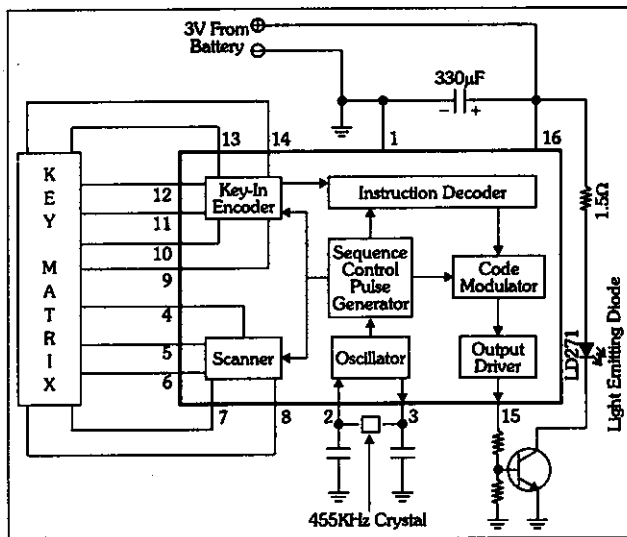 3V From
Battery
330µF
- +
13 14 1 16
K
E
Y
M
A
T
R
I
X
12
11
10
9
4
5
6
7 8 2 3 15
Key-In
Encoder
Instruction Decoder
Sequence
Control
Pulse
Generator
Code
Modulator
Scanner
Oscillator
Output
Driver
1.5Ω
LD271
Light Emitting Diode
455KHz Crystal